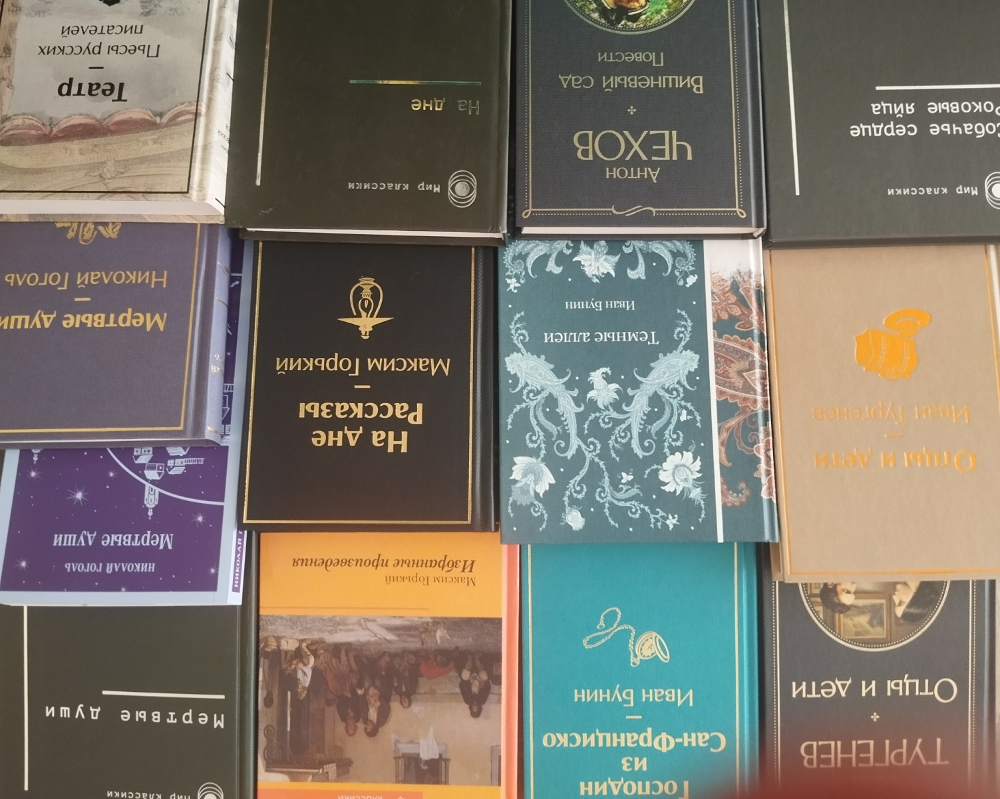 ТУРГЕНЕВ
Отцы и дети
Господин
из
Сан-Франциско
Иван Бунин
классики
Максим Горький
Избранные произведения
Мир классики
Мертвые души
Отцы и дети
Иван Тургенев
Темные аллеи
Иван Бунин
На дне
Рассказы
Максим Горький
НИКОЛАЙ ГОГОЛЬ
Мертвые души
НИКОЛАЙ
Мертвые души
Николай Гоголь
Мир классики
Собачье сердце
Роковые яйца
Антон
ЧЕХОВ
Вишневый сад
Повести
Мир классики
На дне
Театр
Пьесы русских
писателей